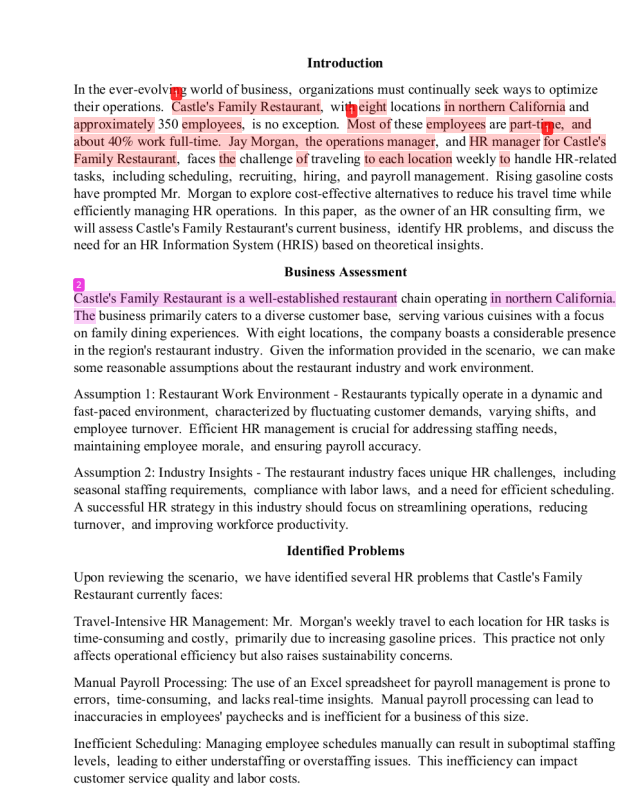 Introduction
In the ever-evolving world of business, organizations must continually seek ways to optimize
their operations. Castle's Family Restaurant, with eight locations in northern California and
approximately 350 employees, is no exception. Most of these employees are part-time, and
about 40% work full-time. Jay Morgan, the operations manager, and HR manager for Castle's
Family Restaurant, faces the challenge of traveling to each location weekly to handle HR-related
tasks, including scheduling, recruiting, hiring, and payroll management. Rising gasoline costs
have prompted Mr. Morgan to explore cost-effective alternatives to reduce his travel time while
efficiently managing HR operations. In this paper, as the owner of an HR consulting firm, we
will assess Castle's Family Restaurant's current business, identify HR problems, and discuss the
need for an HR Information System (HRIS) based on theoretical insights.
Business Assessment
2
Castle's Family Restaurant is a well-established restaurant chain operating in northern California.
The business primarily caters to a diverse customer base, serving various cuisines with a focus
on family dining experiences. With eight locations, the company boasts a considerable presence
in the region's restaurant industry. Given the information provided in the scenario, we can make
some reasonable assumptions about the restaurant industry and work environment.
Assumption 1: Restaurant Work Environment - Restaurants typically operate in a dynamic and
fast-paced environment, characterized by fluctuating customer demands, varying shifts, and
employee turnover. Efficient HR management is crucial for addressing staffing needs,
maintaining employee morale, and ensuring payroll accuracy.
Assumption 2: Industry Insights - The restaurant industry faces unique HR challenges, including
seasonal staffing requirements, compliance with labor laws, and a need for efficient scheduling.
A successful HR strategy in this industry should focus on streamlining operations, reducing
turnover, and improving workforce productivity.
Identified Problems
Upon reviewing the scenario, we have identified several HR problems that Castle's Family
Restaurant currently faces:
Travel-Intensive HR Management: Mr. Morgan's weekly travel to each location for HR tasks is
time-consuming and costly, primarily due to increasing gasoline prices. This practice not only
affects operational efficiency but also raises sustainability concerns.
Manual Payroll Processing: The use of an Excel spreadsheet for payroll management is prone to
errors, time-consuming, and lacks real-time insights. Manual payroll processing can lead to
inaccuracies in employees' paychecks and is inefficient for a business of this size.
Inefficient Scheduling: Managing employee schedules manually can result in suboptimal staffing
levels, leading to either understaffing or overstaffing issues. This inefficiency can impact
customer service quality and labor costs.